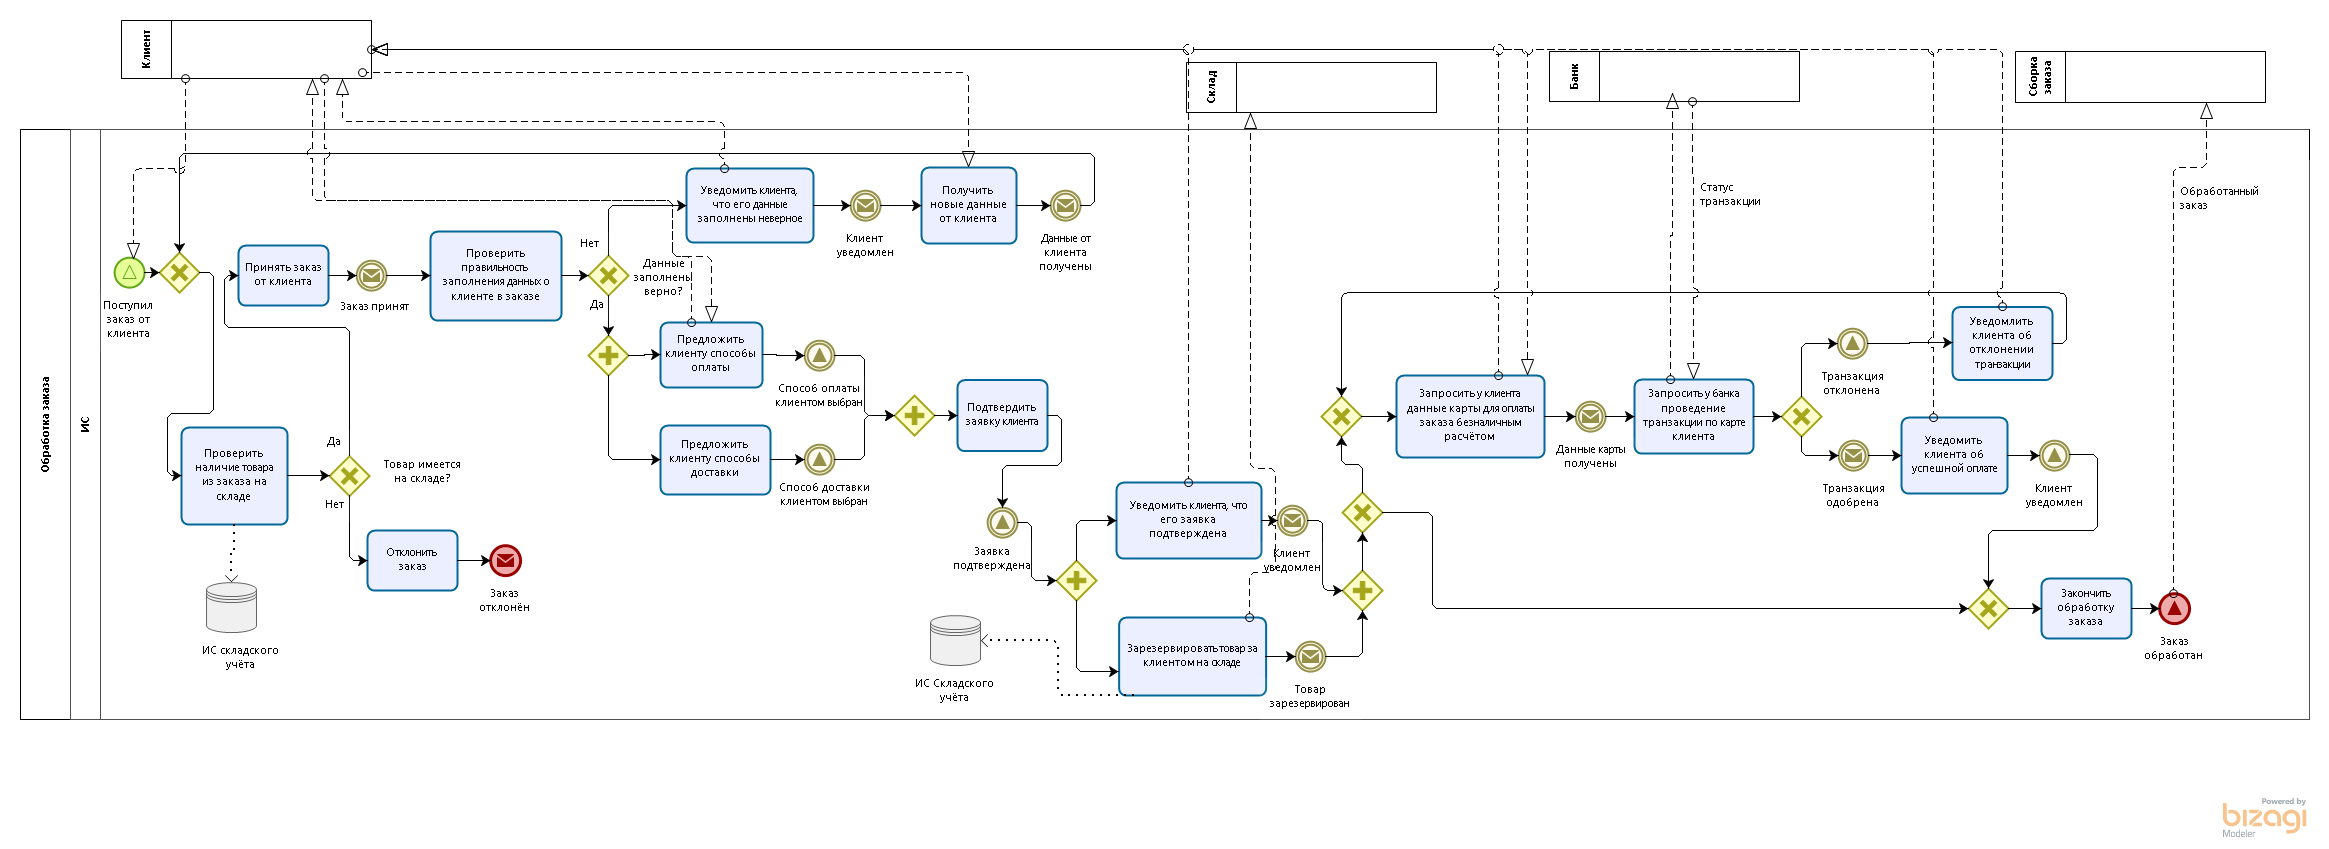 Клиент
Склад
Банк
Сборка
заказа
Обработка заказа
ИС
Поступил
заказ от
клиента
Принять заказ
от клиента
Заказ принят
Проверить
правильность
заполнения данных о
клиенте в заказе
Нет
Да
Данные
заполнены
верно?
Уведомить клиента,
что его данные
заполнены неверное
Клиент
уведомлен
Получить
новые данные
от клиента
Данные от
клиента
получены
Проверить
наличие товара
из заказа на
складе
ИС складского
учёта
Да
Товар имеется
на складе?
Нет
Отклонить
заказ
Заказ
отклонён
Предложить
клиенту способы
оплаты
Способ оплаты
клиентом выбран
Предложить
клиенту способы
доставки
Способ доставки
клиентом выбран
Подтвердить
заявку клиента
Заявка
подтверждена
Уведомить клиента, что
его заявка
подтверждена
Клиент
уведомлен
Зарезервировать товар за
клиентом на складе
ИС Складского
учёта
Товар
зарезервирован
Запросить у клиента
данные карты для оплаты
заказа безналичным
расчётом
Данные карты
получены
Статус
транзакции
Запросить у банка
проведение
транзакции по карте
клиента
Транзакция
отклонена
Уведомлить
клиента об
отклонении
транзакции
Транзакция
одобрена
Уведомить
клиента об
успешной оплате
Клиент
уведомлен
Закончить
обработку
заказа
Заказ
обработан
Обработанный
заказ
Powered by
bizagi
Modeler